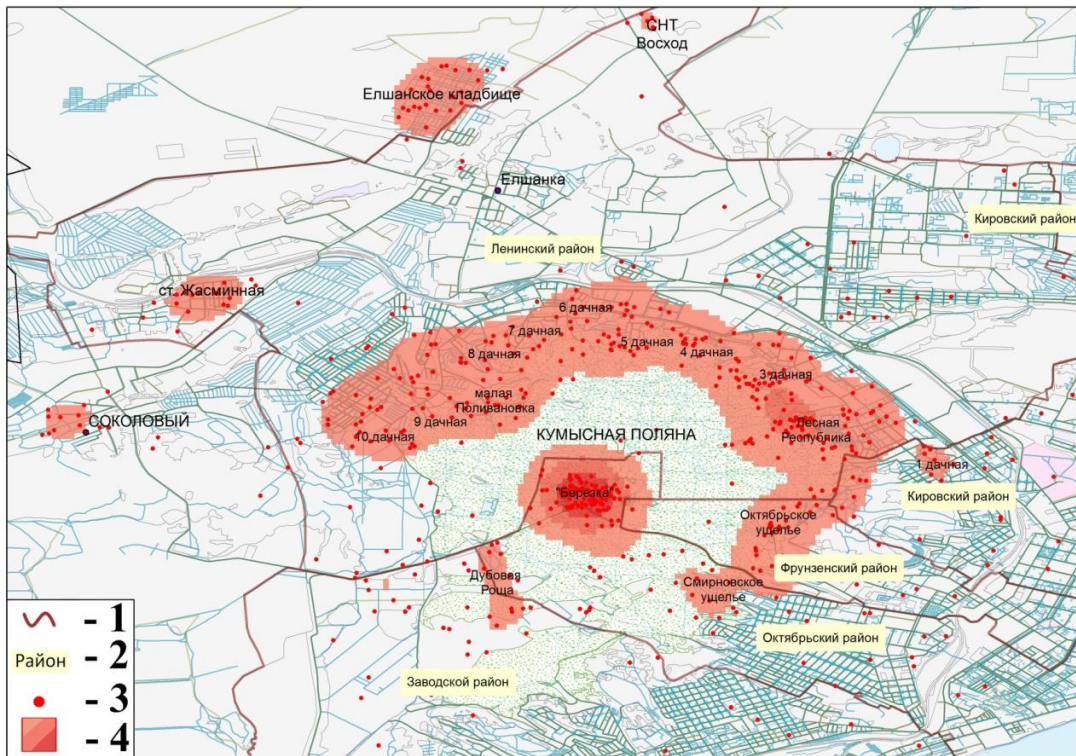 СНТ
Восход
Елшанское кладбище
Елшанка
Кировский район
Ленинский район
ст. Жасминная
6 дачная
7 дачная
5 дачная
4 дачная
8 дачная
3 дачная
малая
Поливановка
9 дачная
10 дачная
СОКОЛОВЫЙ
Лесная
Республика
КУМЫСНАЯ ПОЛЯНА
1 дачная
"Березка"
Кировский район
Октябрьское
ущелье
Фрунзенский район
Дубовая
Роща
Смирновское
ущелье
Октябрьский район
Заводской район
- 1
Район - 2
- 3
- 4